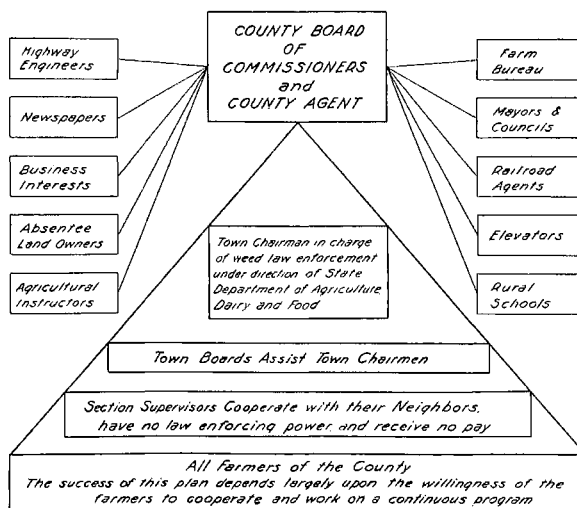 COUNTY BOARD
OF
COMMISSIONERS
and
COUNTY AGENT
Highway
Engineers
Newspapers
Business
Interests
Absentee
Land Owners
Agricultural
Instructors
Farm
Bureau
Mayors &
Councils
Railroad
Agents
Elevators
Rural
Schools
Town Chairman in charge
of weed law enforcement
under direction of State
Department of Agriculture
Dairy and Food
Town Boards Assist Town Chairmen
Section Supervisors Cooperate with their Neighbors,
have no law enforcing power, and receive no pay
All Farmers of the County
The success of this plan depends largely upon the willingness of the
farmers to cooperate and work on a continuous program